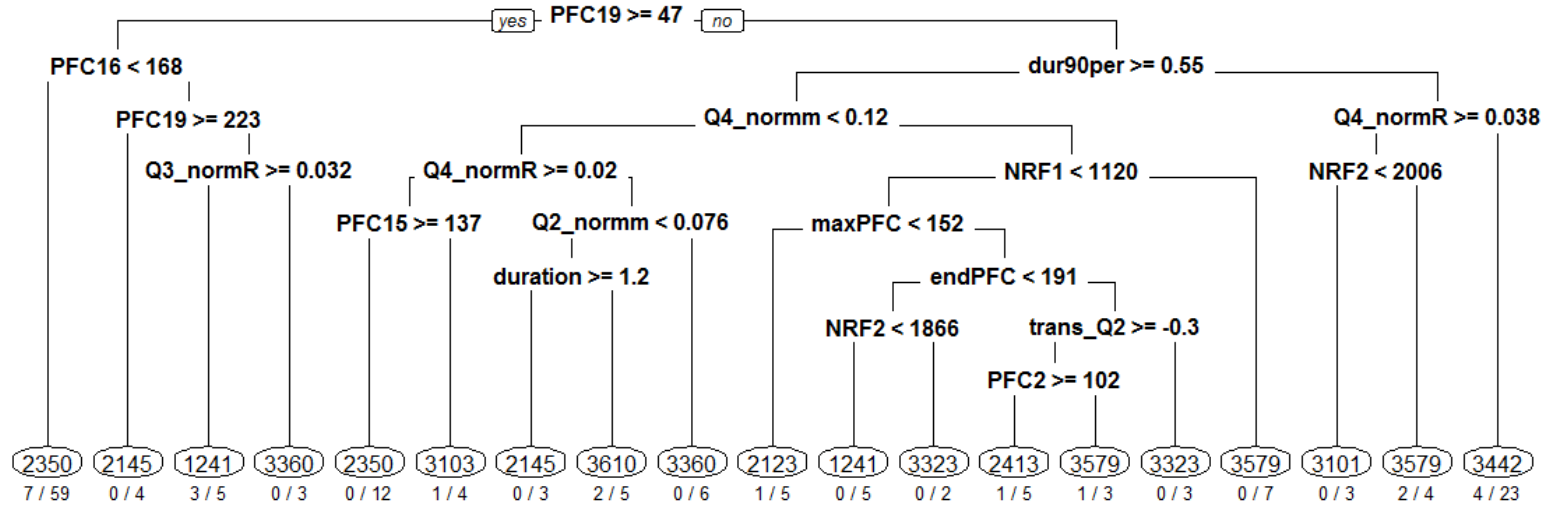 yes PFC19 >= 47 no
PFC16 < 168 dur90per >= 0.55
PFC19 >= 223 Q4_normm < 0.12 Q4_normR >= 0.038
Q3_normR >= 0.032 Q4_normR >= 0.02 NRF1 < 1120 NRF2 < 2006
PFC15 >= 137 Q2_normm < 0.076 maxPFC < 152
duration >= 1.2 endPFC < 191
NRF2 < 1866 trans_Q2 >= -0.3
PFC2 >= 102
2350 2145 1241 3360 2350 3103 2145 3610 3360 2123 1241 3323 2413 3579 3323 3579 3101 3579 3442
7 / 59 0 / 4 3 / 5 0 / 3 0 / 12 1 / 4 0 / 3 2 / 5 0 / 6 1 / 5 0 / 5 0 / 2 1 / 5 1 / 3 0 / 3 0 / 7 0 / 3 2 / 4 4 / 23